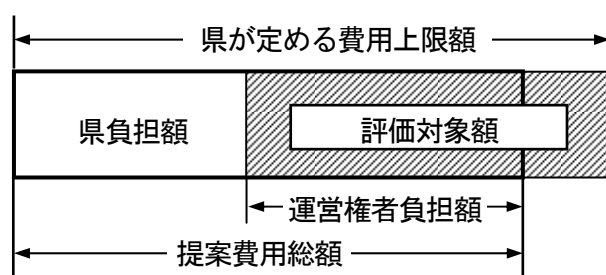 県が定める費用上限額
県負担額
評価対象額
運営権者負担額
提案費用総額